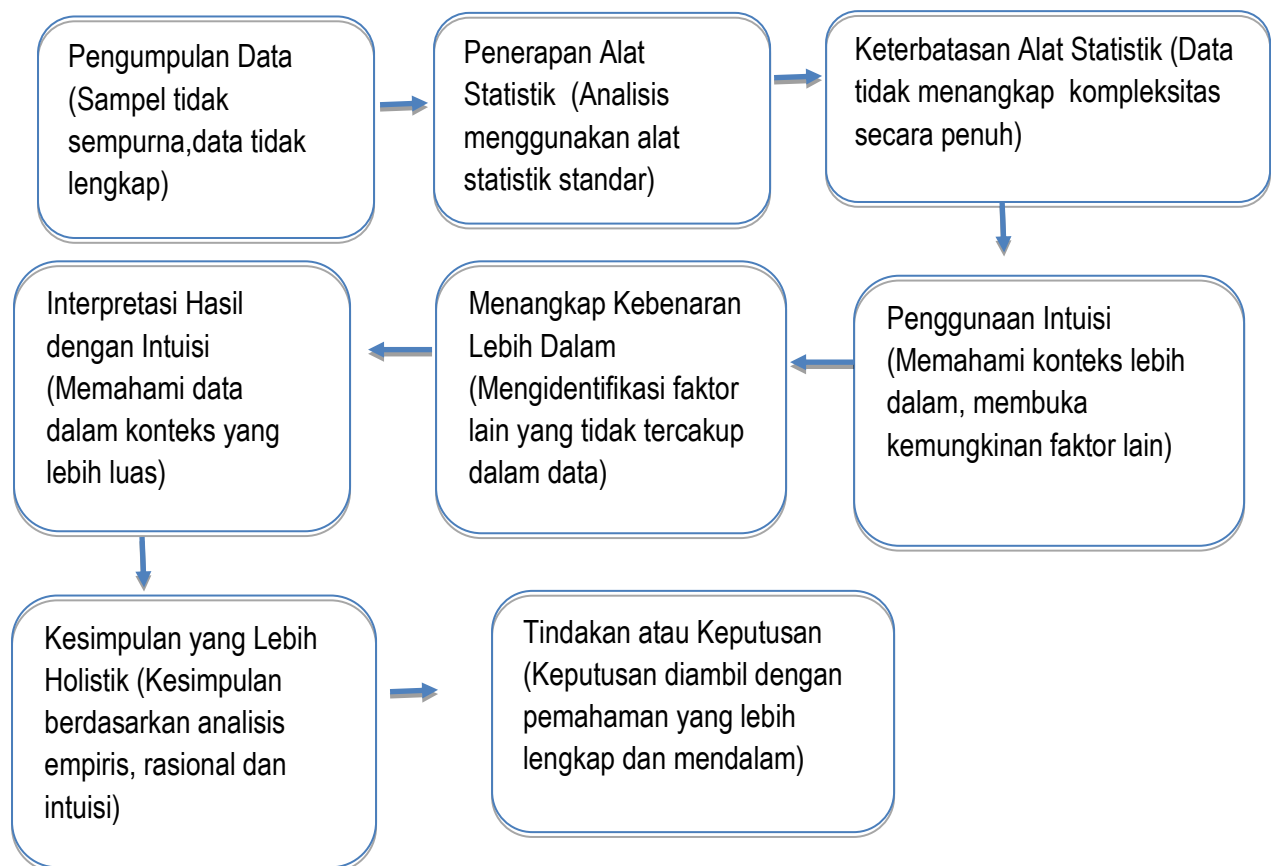 Pengumpulan Data
(Sampel tidak
sempurna,data tidak
lengkap)
Penerapan Alat
Statistik (Analisis
menggunakan alat
statistik standar)
Keterbatasan Alat Statistik (Data
tidak menangkap kompleksitas
secara penuh)
Penggunaan Intuisi
(Memahami konteks lebih
dalam, membuka
kemungkinan faktor lain)
Menangkap Kebenaran
Lebih Dalam
(Mengidentifikasi faktor
lain yang tidak tercakup
dalam data)
Interpretasi Hasil
dengan Intuisi
(Memahami data
dalam konteks yang
lebih luas)
Kesimpulan yang Lebih
Holistik (Kesimpulan
berdasarkan analisis
empiris, rasional dan
intuisi)
Tindakan atau Keputusan
(Keputusan diambil dengan
pemahaman yang lebih
lengkap dan mendalam)